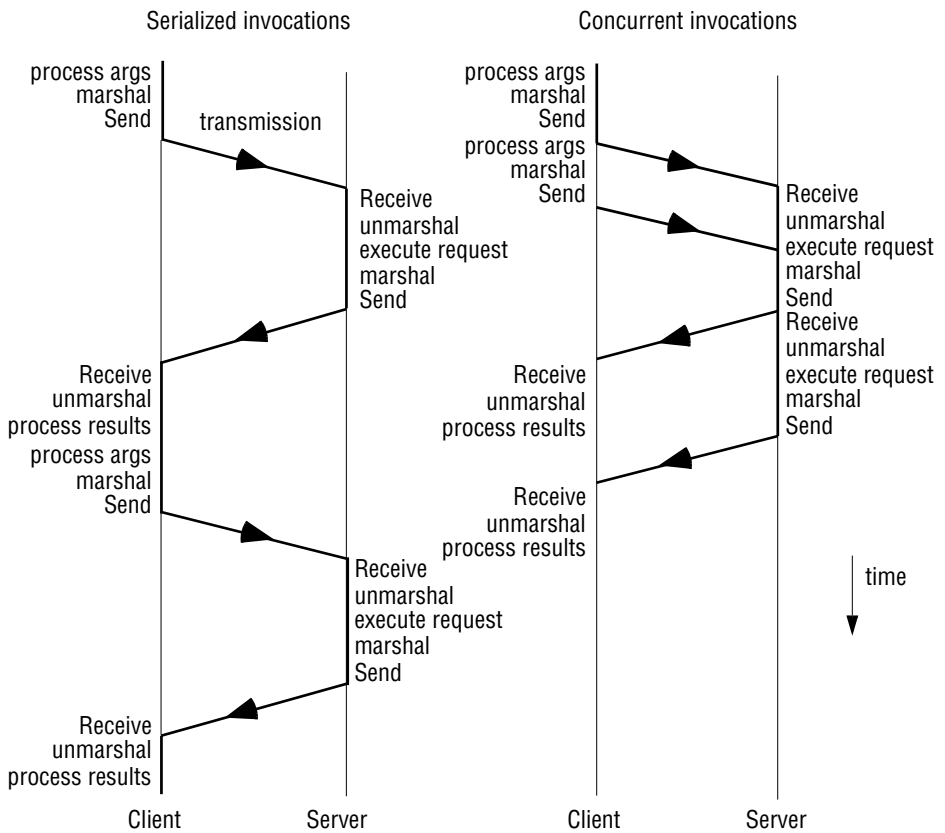 Serialized invocations
process args
marshal
Send
transmission
Receive
unmarshal
execute request
marshal
Send
Receive
unmarshal
process results
process args
marshal
Send
Receive
unmarshal
execute request
marshal
Send
Receive
unmarshal
process results
Client
Server
Concurrent invocations
process args
marshal
Send
process args
marshal
Send
Receive
unmarshal
execute request
marshal
Send
Receive
unmarshal
execute request
marshal
Send
Receive
unmarshal
process results
Receive
unmarshal
process results
time
Client
Server